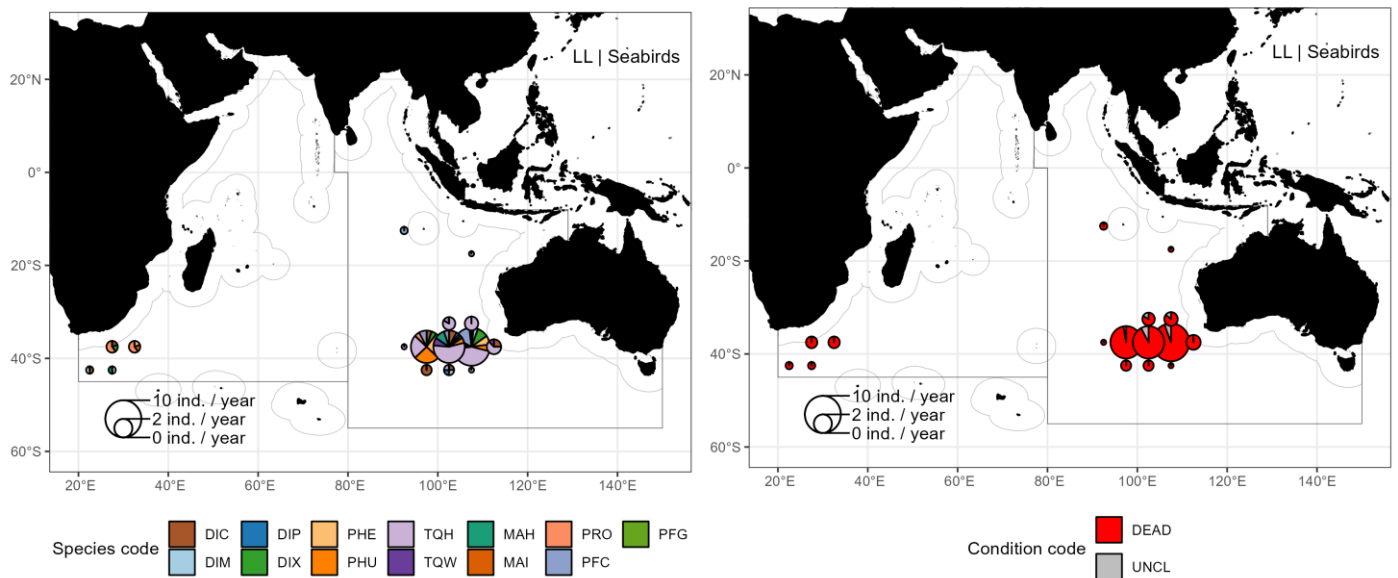 LL | Seabirds
20°N
0°
20°S
40°S
60°S
10 ind. / year
2 ind. / year
0 ind. / year
20°E 40°E 60°E 80°E 100°E 120°E 140°E
Species code
DIC DIP PHE TQH MAH PRO PFG
DIM DIX PHU TQW MAI PFC
LL | Seabirds
20°N
0°
20°S
40°S
60°S
10 ind. / year
2 ind. / year
0 ind. / year
20°E 40°E 60°E 80°E 100°E 120°E 140°E
Condition code
DEAD
UNCL